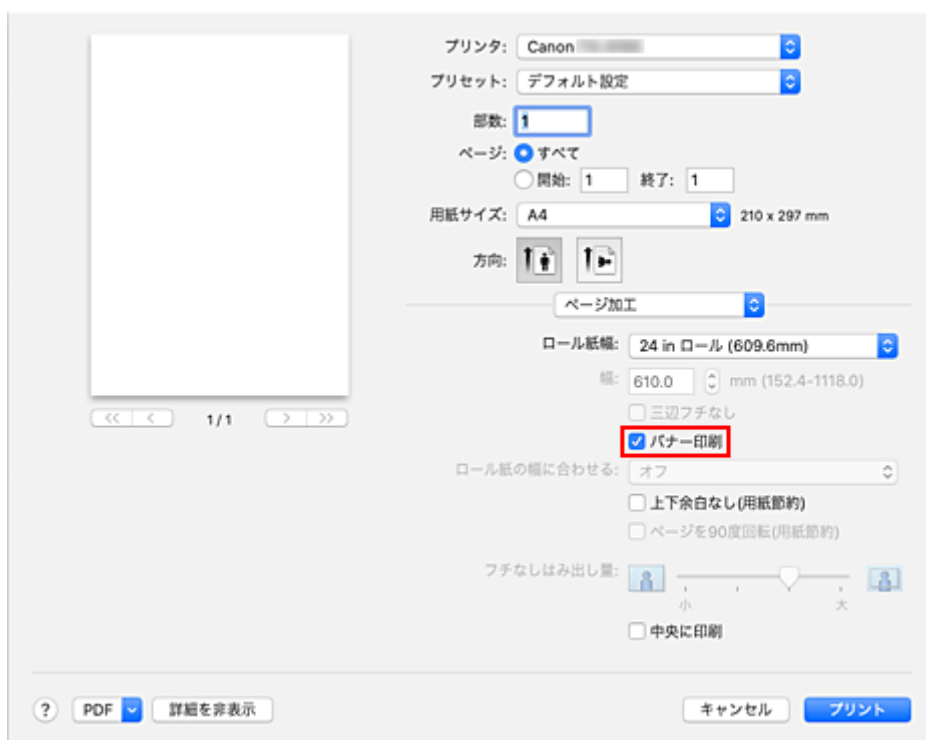 プリンタ: Canon
プリセット: デフォルト設定
部数: 1
ページ: すべて
開始: 1 終了: 1
用紙サイズ: A4 210 x 297 mm
方向:
ページ加工
ロール紙幅: 24 in ロール (609.6mm)
幅: 610.0 mm (152.4-1118.0)
三辺フチなし
バナー印刷
ロール紙の幅に合わせる: オフ
上下余白なし(用紙節約)
ページを90度回転(用紙節約)
フチなしはみ出し量:
小 大
中央に印刷
<< < 1/1 > >>
? PDF 詳細を非表示 キャンセル プリント